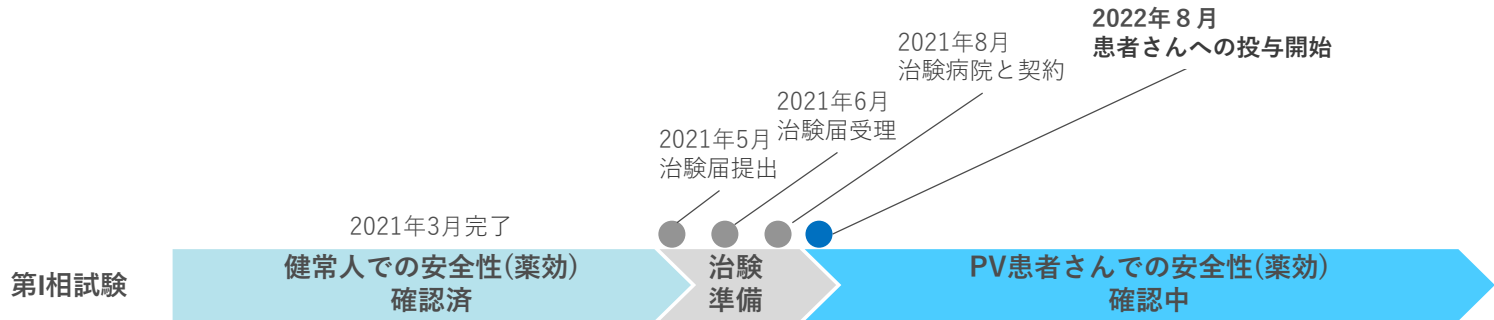 2022年８月
患者さんへの投与開始
2021年8月
治験病院と契約
2021年6月
治験届受理
2021年5月
治験届提出
2021年3月完了
第I相試験
健常人での安全性(薬効)
確認済
治験
準備
PV患者さんでの安全性(薬効)
確認中